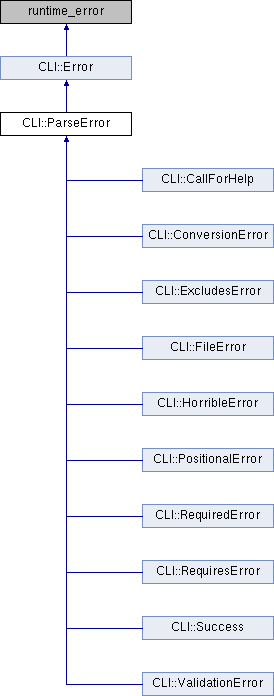 runtime_error
CLI::Error
CLI::ParseError
CLI::CallForHelp
CLI::ConversionError
CLI::ExcludesError
CLI::FileError
CLI::HorribleError
CLI::PositionalError
CLI::RequiredError
CLI::RequiresError
CLI::Success
CLI::ValidationError